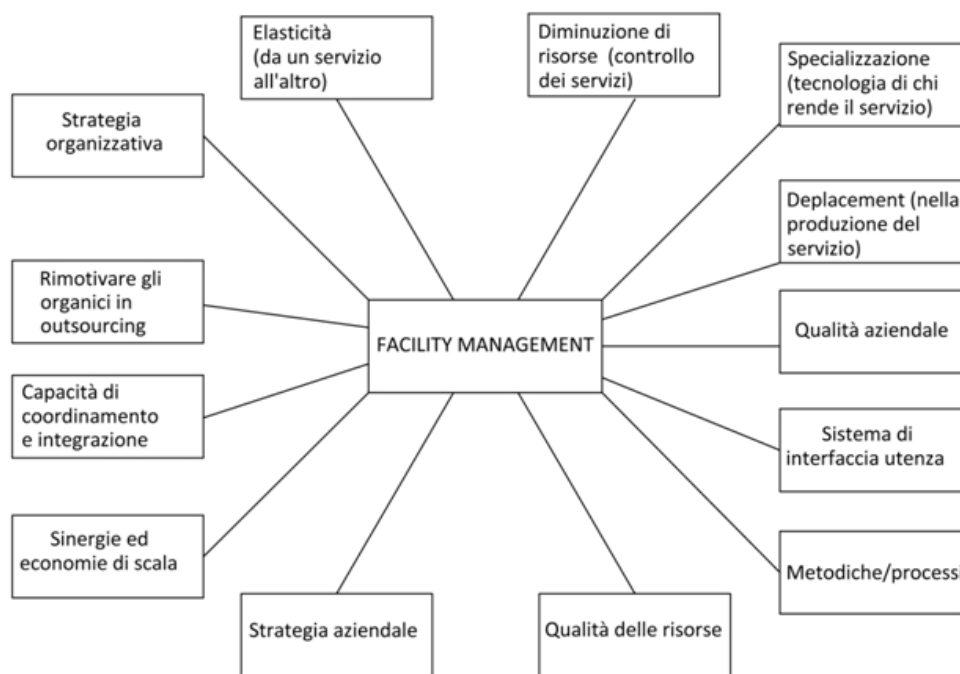 Elasticità
(da un servizio
all'altro)
Diminuzione di
risorse (controllo
dei servizi)
Specializzazione
(tecnologia di chi
rende il servizio)
Strategia
organizzativa
Deplacement (nella
produzione del
servizio)
Rimotivare gli
organici in
outsourcing
FACILITY MANAGEMENT
Qualità aziendale
Capacità di
coordinamento
e integrazione
Sistema di
interfaccia utenza
Sinergie ed
economie di scala
Metodiche/processi
Strategia aziendale
Qualità delle risorse